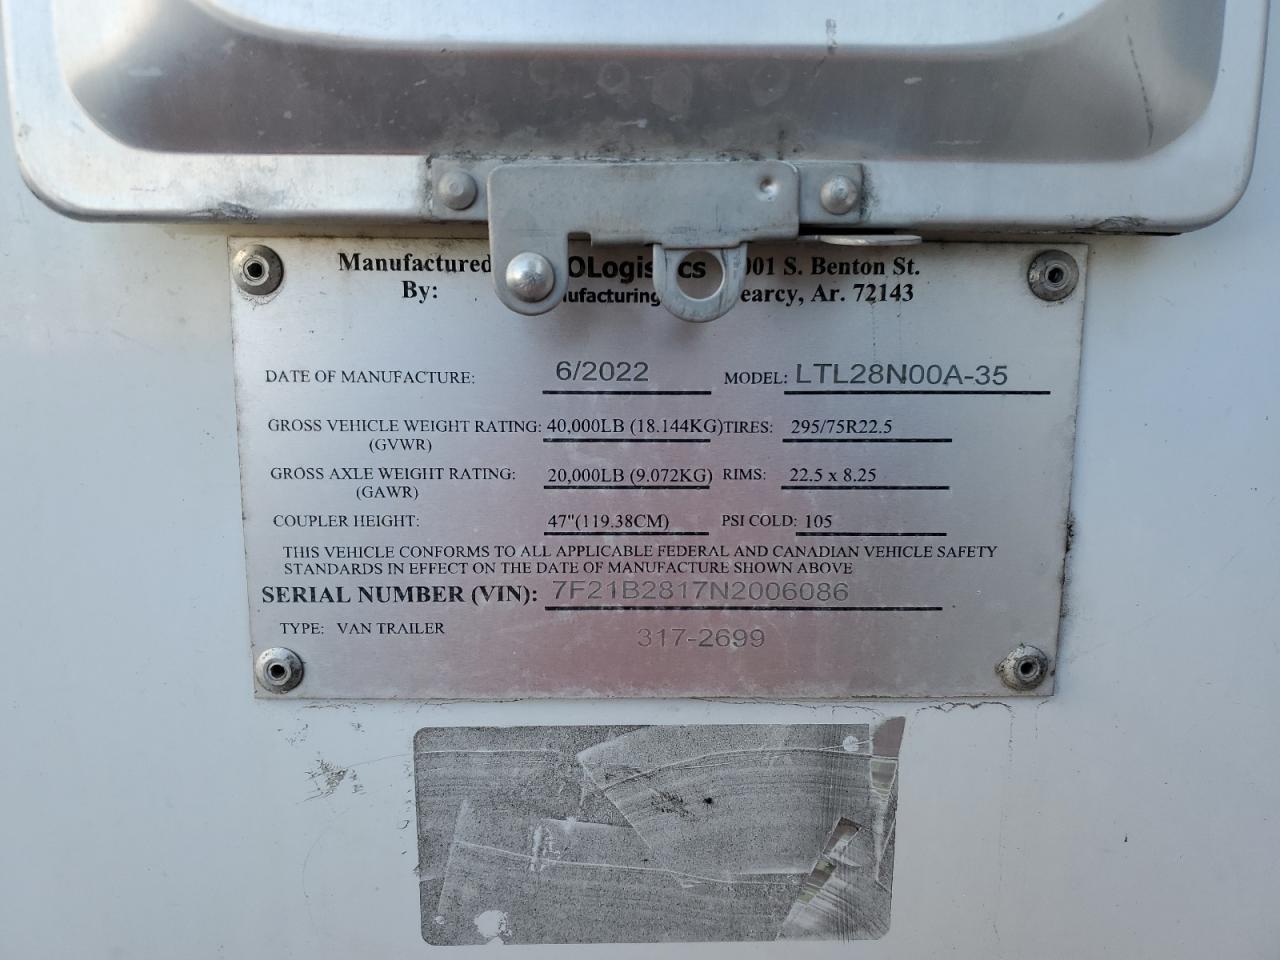 Manufactured OLogis cs 001 S. Benton St.
By: nufacturing earcy, Ar. 72143
DATE OF MANUFACTURE: 6/2022 MODEL: LTL28N00A-35
GROSS VEHICLE WEIGHT RATING: 40,000LB (18.144KG) TIRES: 295/75R22.5
(GVWR)
GROSS AXLE WEIGHT RATING: 20,000LB (9.072KG) RIMS: 22.5 x 8.25
(GAWR)
COUPLER HEIGHT: 47"(119.38CM) PSI COLD: 105
THIS VEHICLE CONFORMS TO ALL APPLICABLE FEDERAL AND CANADIAN VEHICLE SAFETY
STANDARDS IN EFFECT ON THE DATE OF MANUFACTURE SHOWN ABOVE
SERIAL NUMBER (VIN): 7F21B2817N2006086
TYPE: VAN TRAILER 317-2699